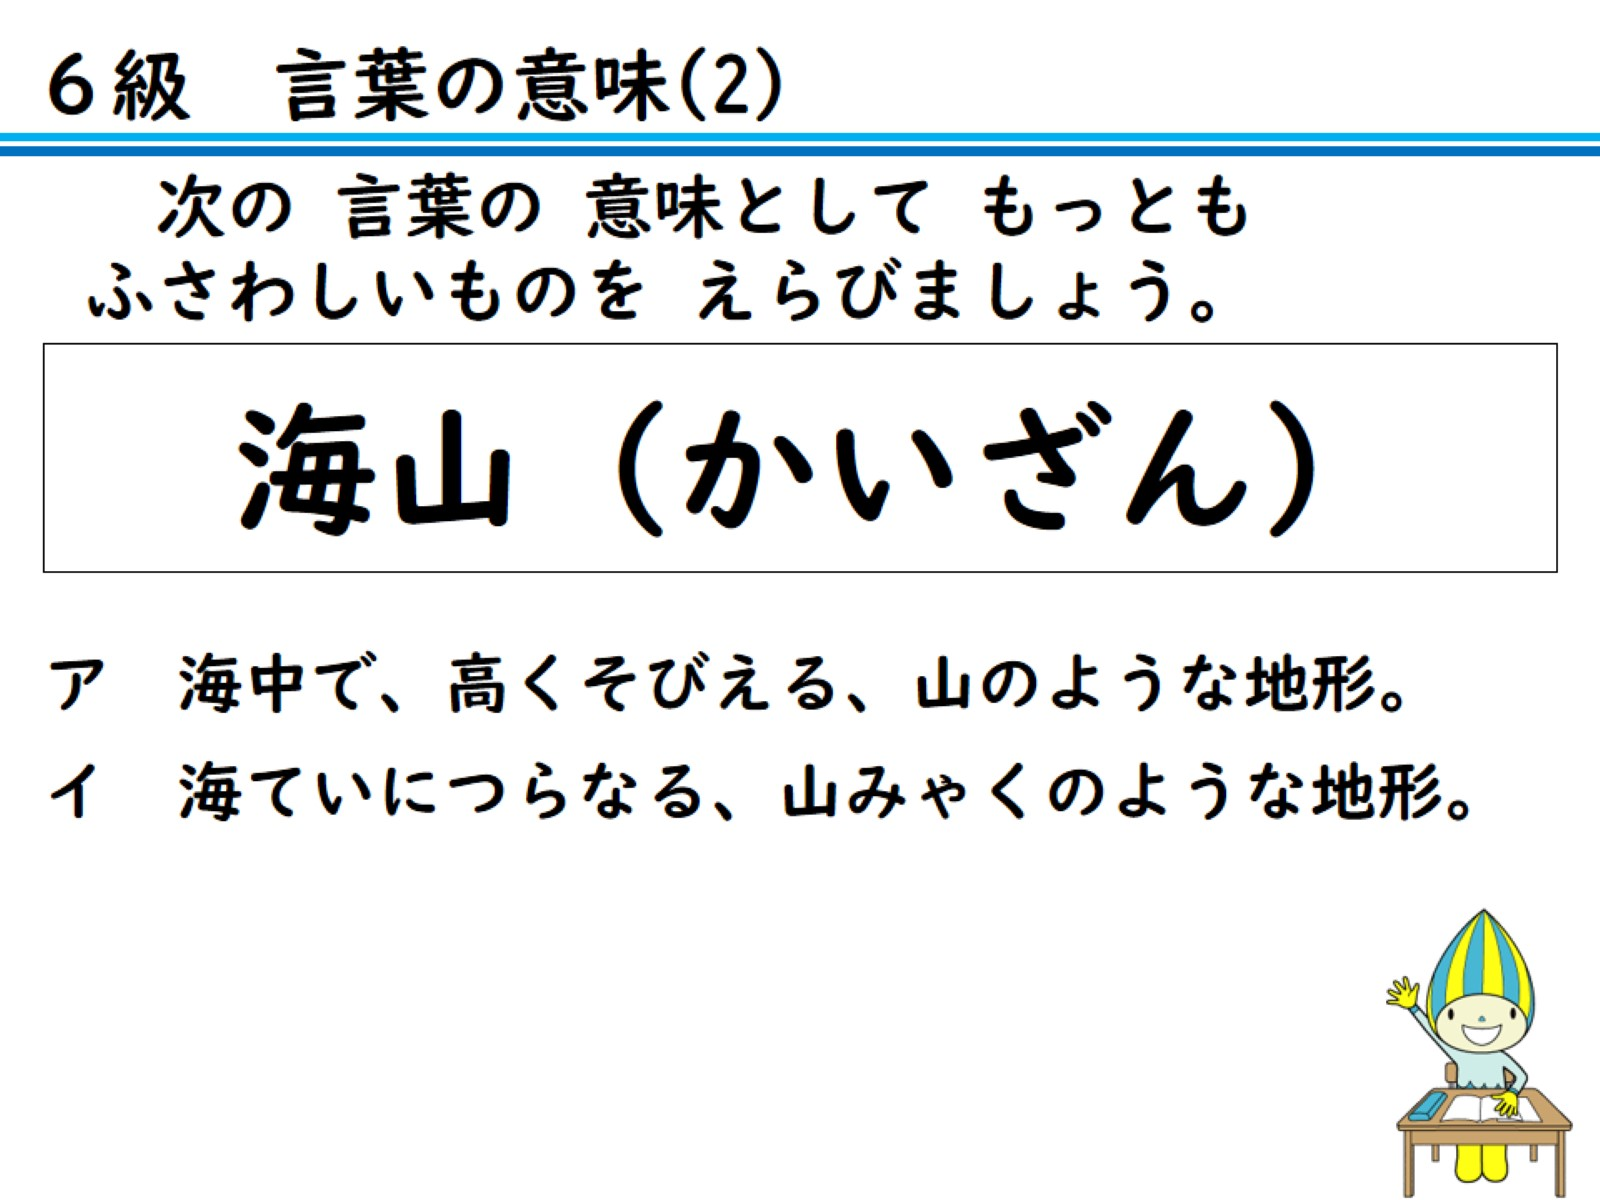 ６級　言葉の意味(2)
次の 言葉の 意味として もっとも
ふさわしいものを えらびましょう。
海山（かいざん）
ア　海中で、高くそびえる、山のような地形。
イ　海ていにつらなる、山みゃくのような地形。